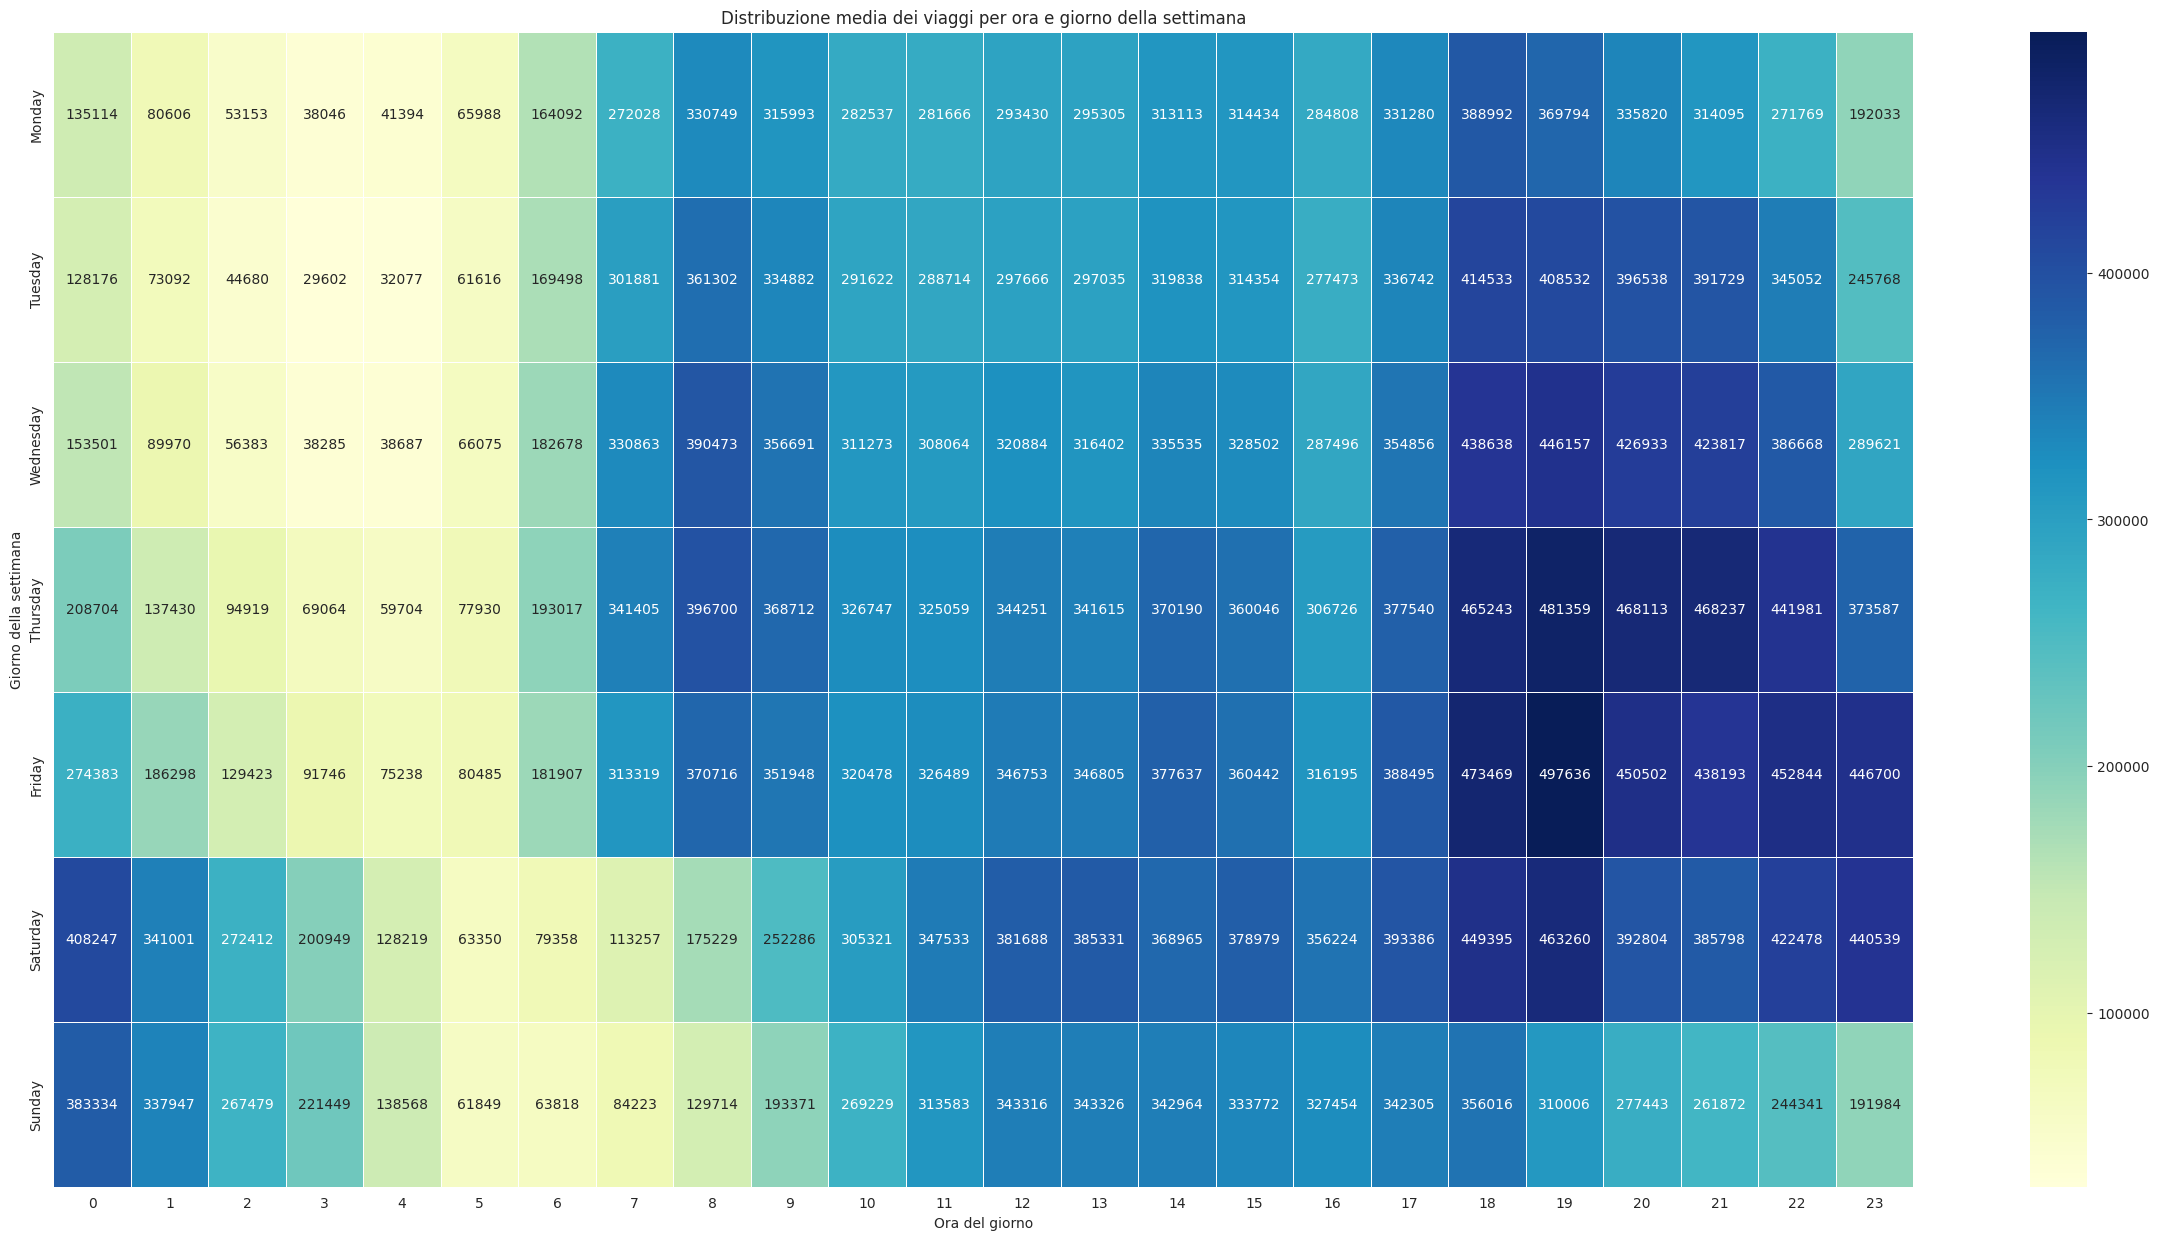 Distribuzione media dei viaggi per ora e giorno della settimana
Giorno della settimana
Monday 135114 80606 53153 38046 41394 65988 164092 272028 330749 315993 282537 281666 293430 295305 313113 314434 284808 331280 388992 369794 335820 314095 271769 192033
Tuesday 128176 73092 44680 29602 32077 61616 169498 301881 361302 334882 291622 288714 297666 297035 319838 314354 277473 336742 414533 408532 396538 391729 345052 245768
Wednesday 153501 89970 56383 38285 38687 66075 182678 330863 390473 356691 311273 308064 320884 316402 335535 328502 287496 354856 438638 446157 426933 423817 386668 289621
Thursday 208704 137430 94919 69064 59704 77930 193017 341405 396700 368712 326747 325059 344251 341615 370190 360046 306726 377540 465243 481359 468113 468237 441981 373587
Friday 274383 186298 129423 91746 75238 80485 181907 313319 370716 351948 320478 326489 346753 346805 377637 360442 316195 388495 473469 497636 450502 438193 452844 446700
Saturday 408247 341001 272412 200949 128219 63350 79358 113257 175229 252286 305321 347533 381688 385331 368965 378979 356224 393386 449395 463260 392804 385798 422478 440539
Sunday 383334 337947 267479 221449 138568 61849 63818 84223 129714 193371 269229 313583 343316 343326 342964 333772 327454 342305 356016 310006 277443 261872 244341 191984
0 1 2 3 4 5 6 7 8 9 10 11 12 13 14 15 16 17 18 19 20 21 22 23
Ora del giorno
400000
300000
200000
100000